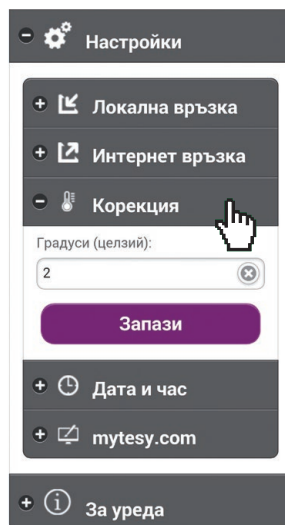 Настройки
Локална връзка
Интернет връзка
Корекция
Градуси (целзий):
2
Запази
Дата и час
mytesy.com
За уреда